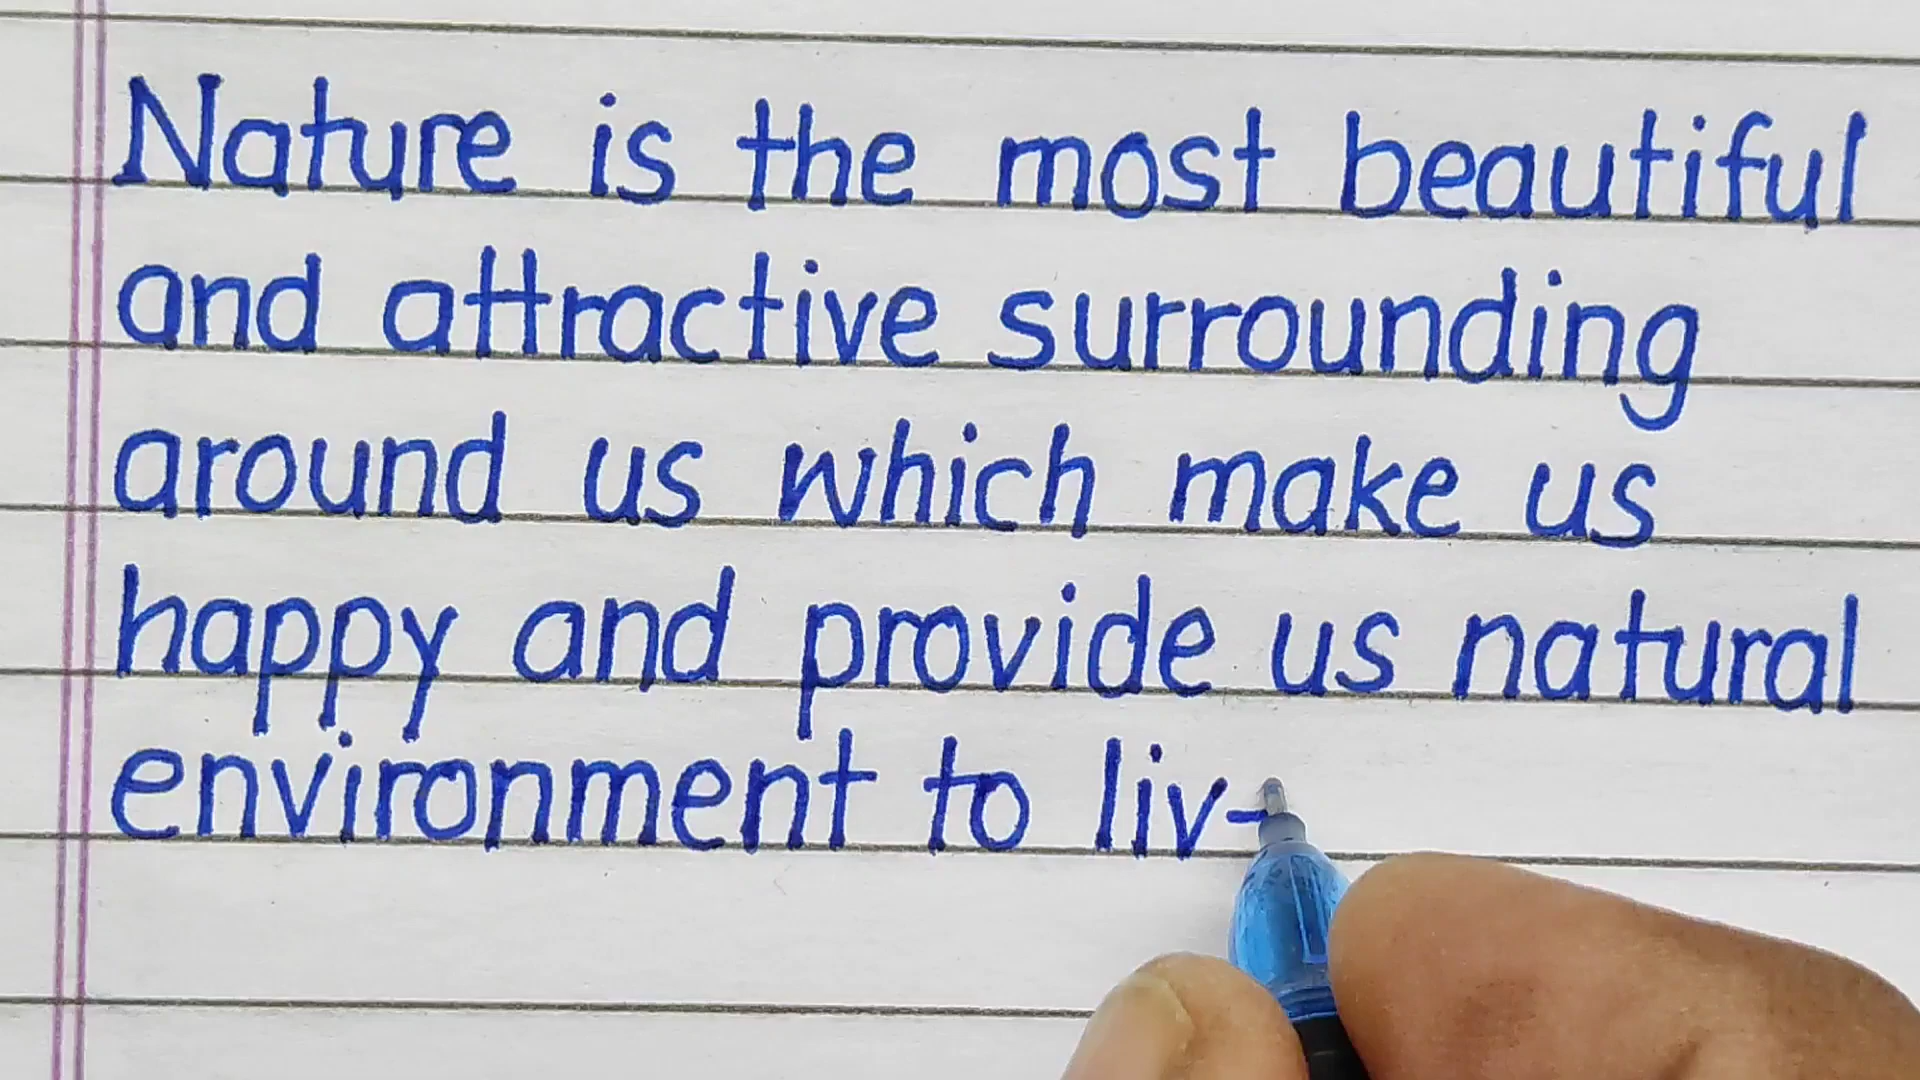 Nature is the most beautiful
and attractive surrounding
around us which make us
happy and provide us natural
environment to liv